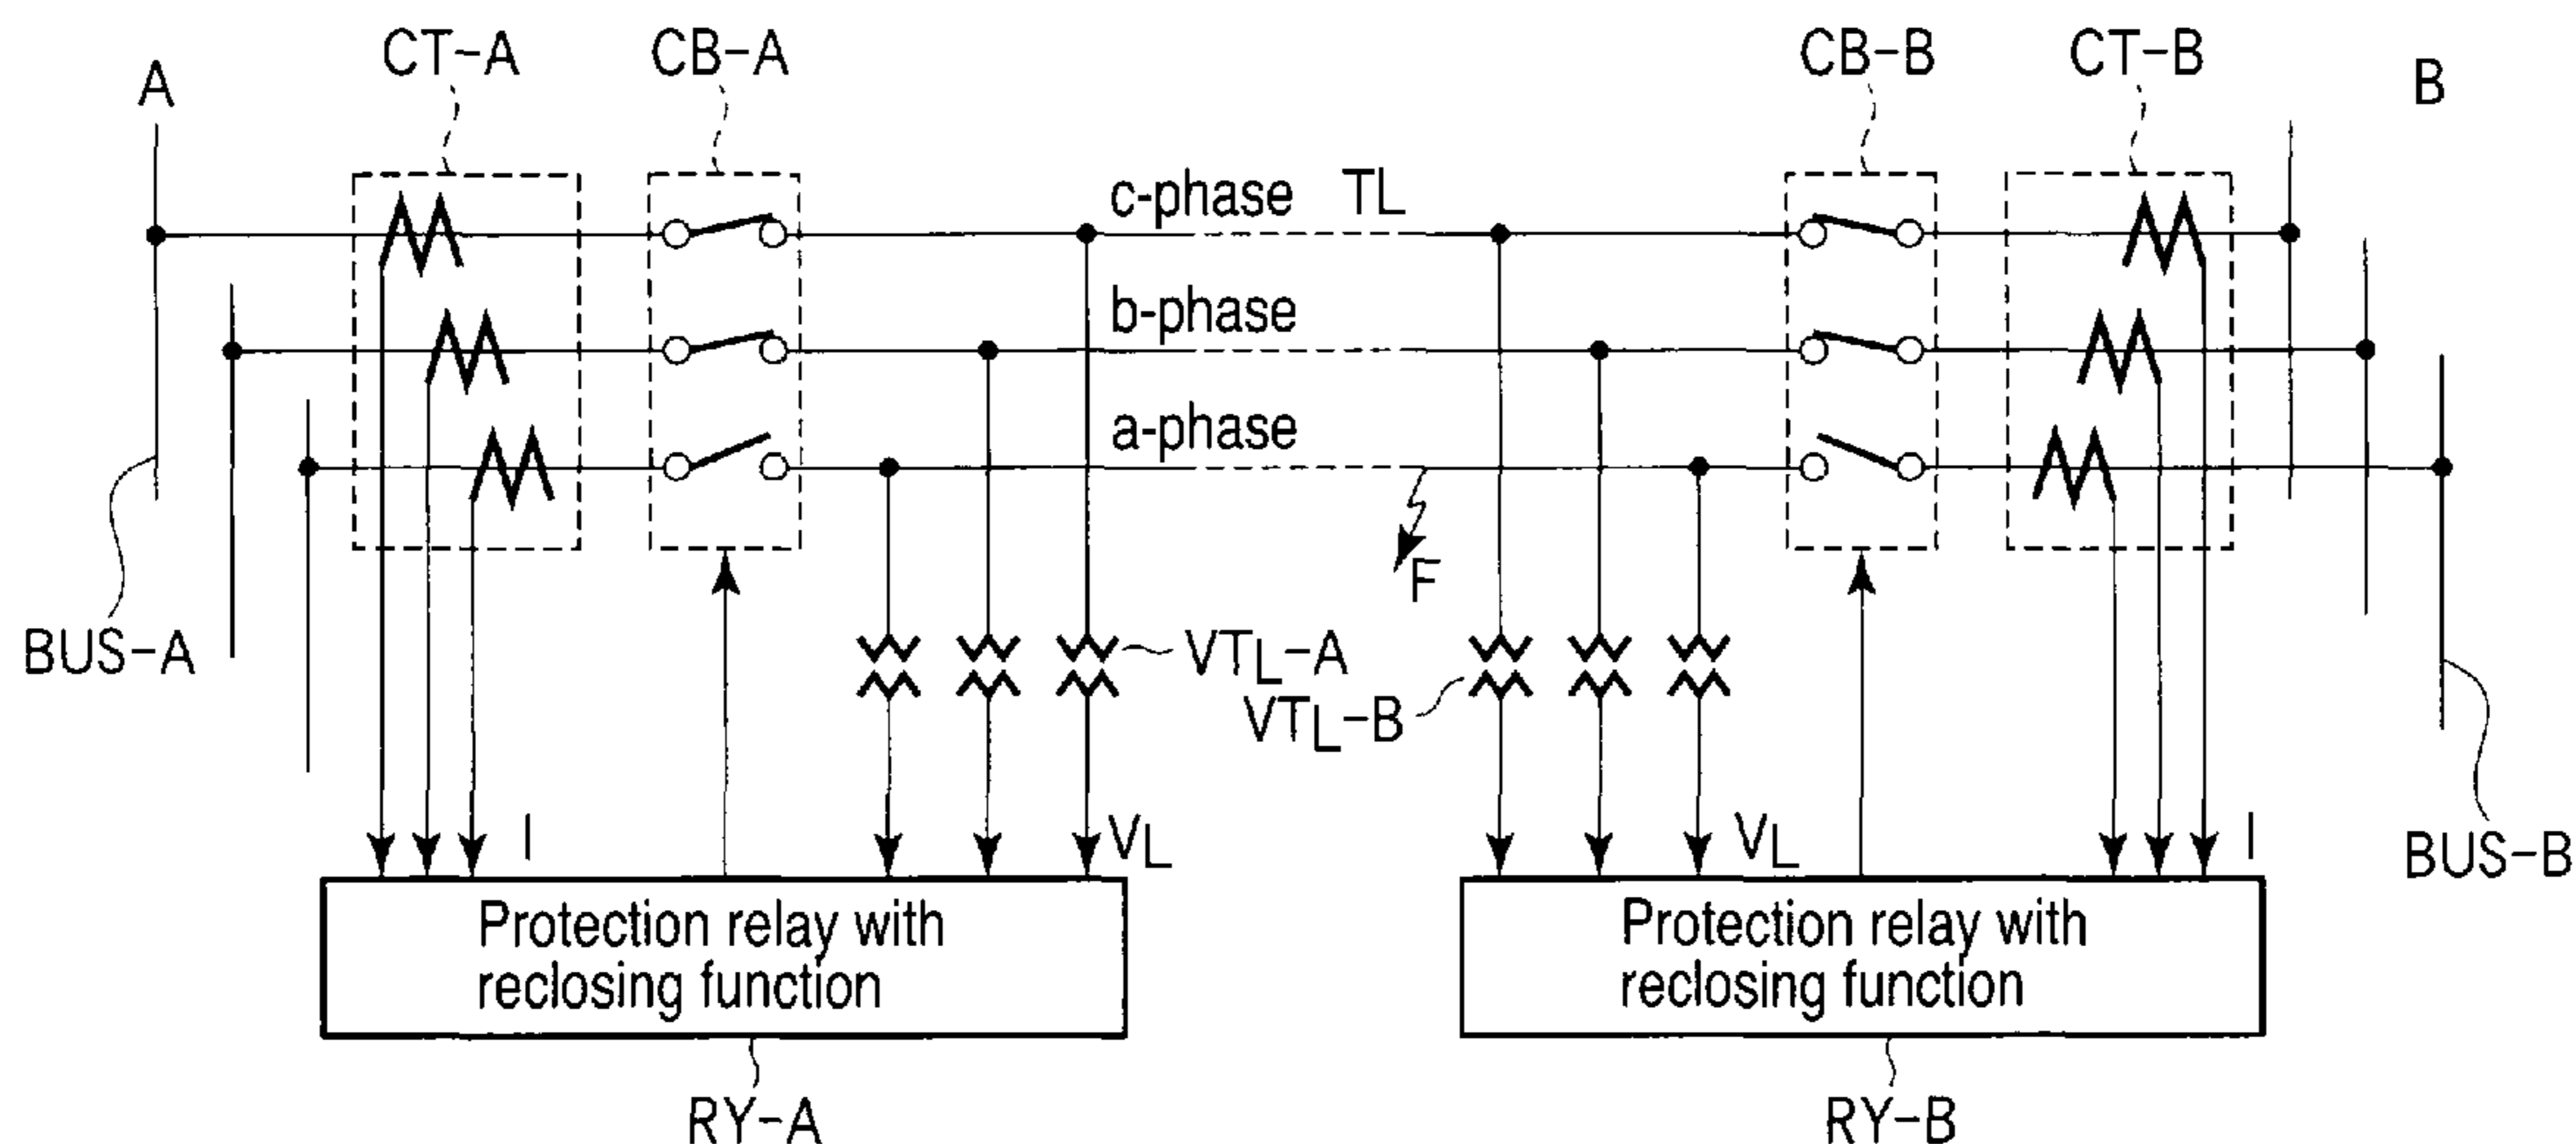 CT-A
CB-A
CB-B
CT-B
A
B
c-phase
TL
b-phase
a-phase
F
BUS-A
VTL-A
VTL-B
I
VL
VL
I
BUS-B
Protection relay with
reclosing function
Protection relay with
reclosing function
RY-A
RY-B